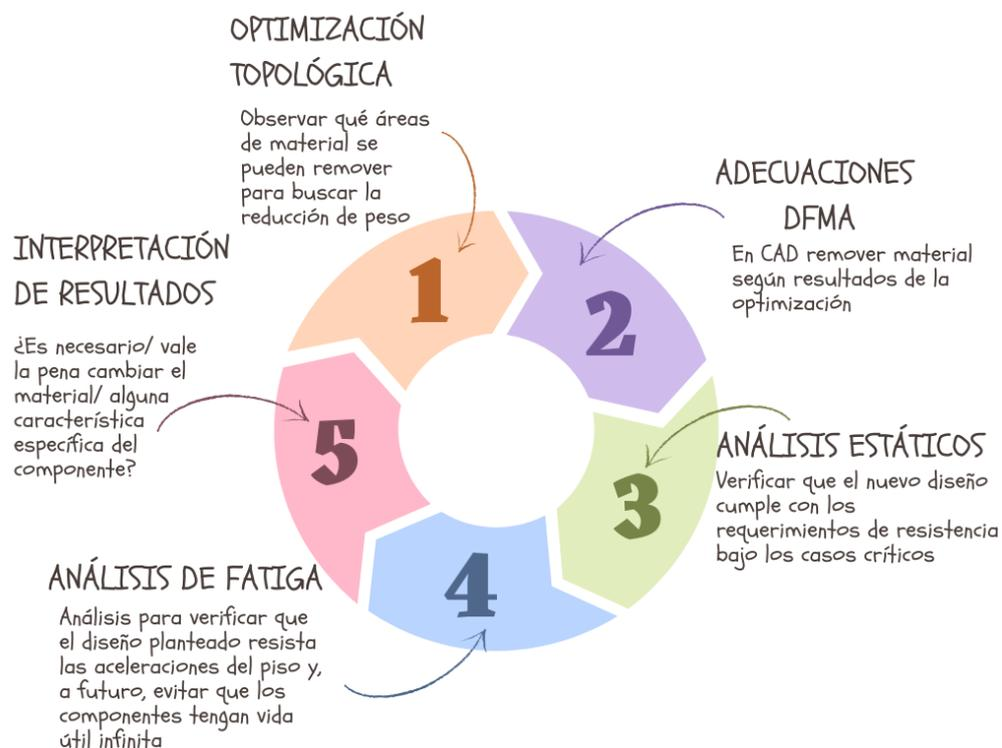 OPTIMIZACIÓN
TOPOLÓGICA
Observar qué áreas
de material se
pueden remover
para buscar la
reducción de peso
1
ADECUACIONES
DFMA
En CAD remover material
según resultados de la
optimización
2
ANÁLISIS ESTÁTICOS
Verificar que el nuevo diseño
cumple con los
requerimientos de resistencia
bajo los casos críticos
3
ANÁLISIS DE FATIGA
Análisis para verificar que
el diseño planteado resista
las aceleraciones del piso y,
a futuro, evitar que los
componentes tengan vida
útil infinita
4
INTERPRETACIÓN
DE RESULTADOS
¿Es necesario/ vale
la pena cambiar el
material/ alguna
característica
específica del
componente?
5